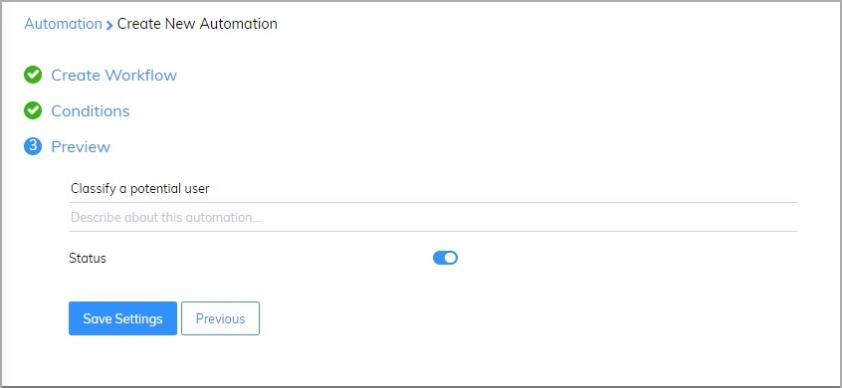 Automation > Create New Automation
Create Workflow
Conditions
3 Preview
Classify a potential user
Describe about this automation...
Status
Save Settings Previous